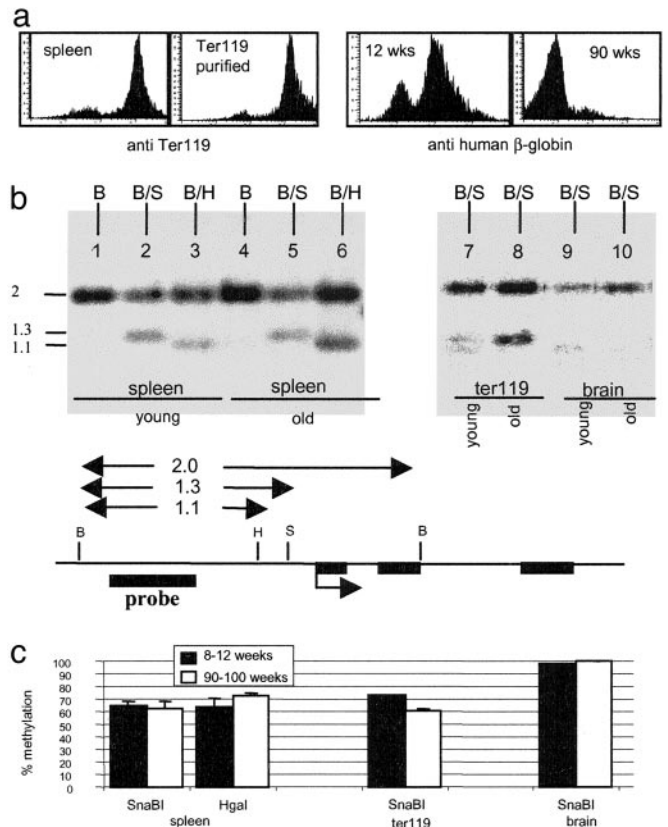 a
spleen
Ter119
purified
12 wks
90 wks
anti Ter119
anti human β-globin
b
B B/S B/H B B/S B/H
1 2 3 4 5 6
2
1.3
1.1
spleen spleen
young old
B/S B/S B/S B/S
7 8 9 10
ter119 brain
young old young old
2.0
1.3
1.1
B H S B
probe
c
8-12 weeks
90-100 weeks
% methylation
100
90
80
70
60
50
40
30
20
10
0
SnaBI HgaI SnaBI SnaBI
spleen ter119 brain